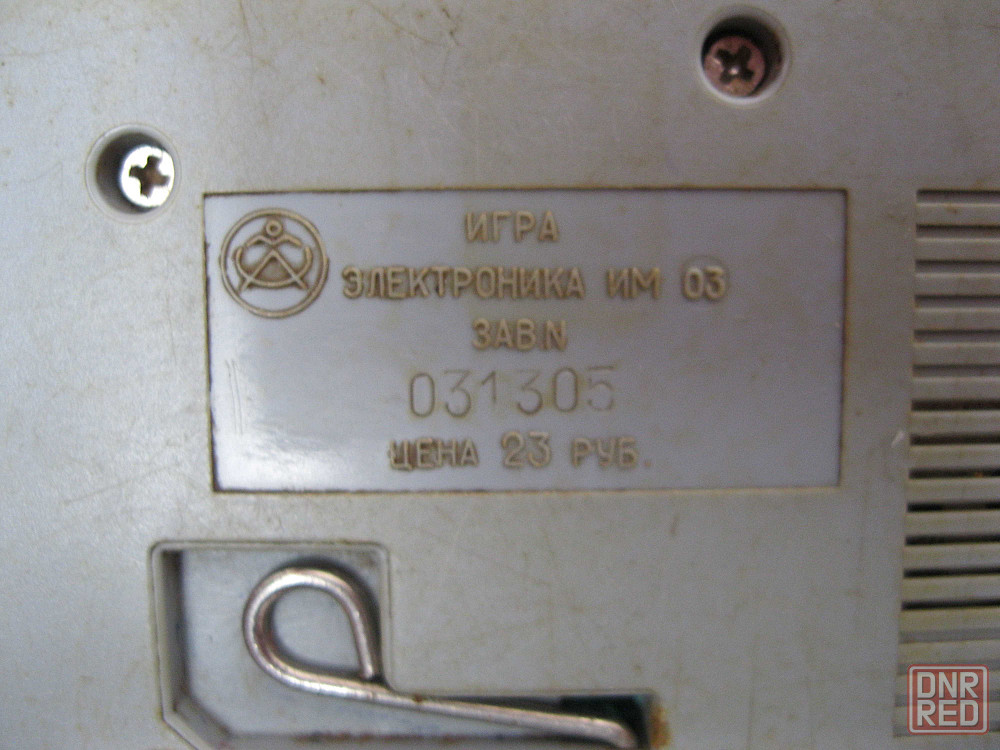 ИГРА
ЭЛЕКТРОНИКА ИМ 03
ЗАВ.N
031305
ЦЕНА 23 РУБ.
DNR
RED